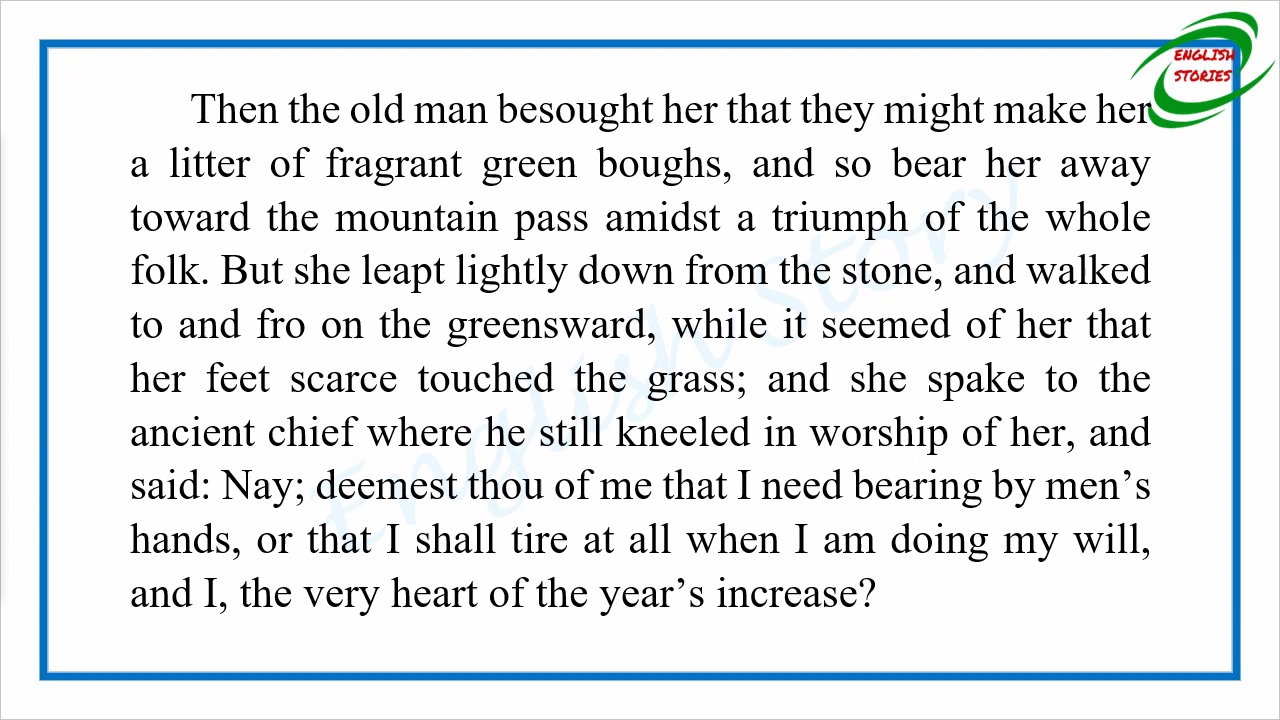 ENGLISH
STORIES
Then the old man besought her that they might make her
a litter of fragrant green boughs, and so bear her away
toward the mountain pass amidst a triumph of the whole
folk. But she leapt lightly down from the stone, and walked
to and fro on the greensward, while it seemed of her that
her feet scarce touched the grass; and she spake to the
ancient chief where he still kneeled in worship of her, and
said: Nay; deemest thou of me that I need bearing by men’s
hands, or that I shall tire at all when I am doing my will,
and I, the very heart of the year’s increase?
English Story